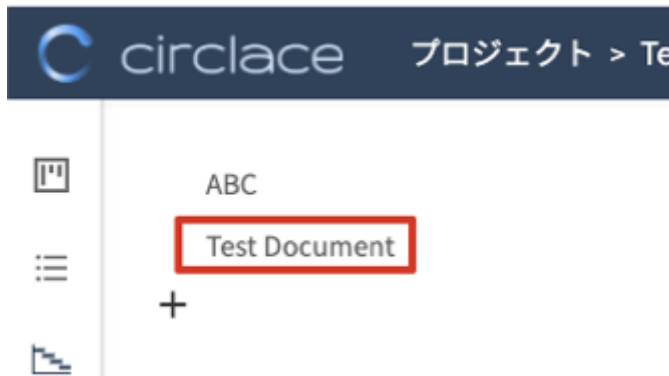 circlace プロジェクト > Te
ABC
Test Document
+